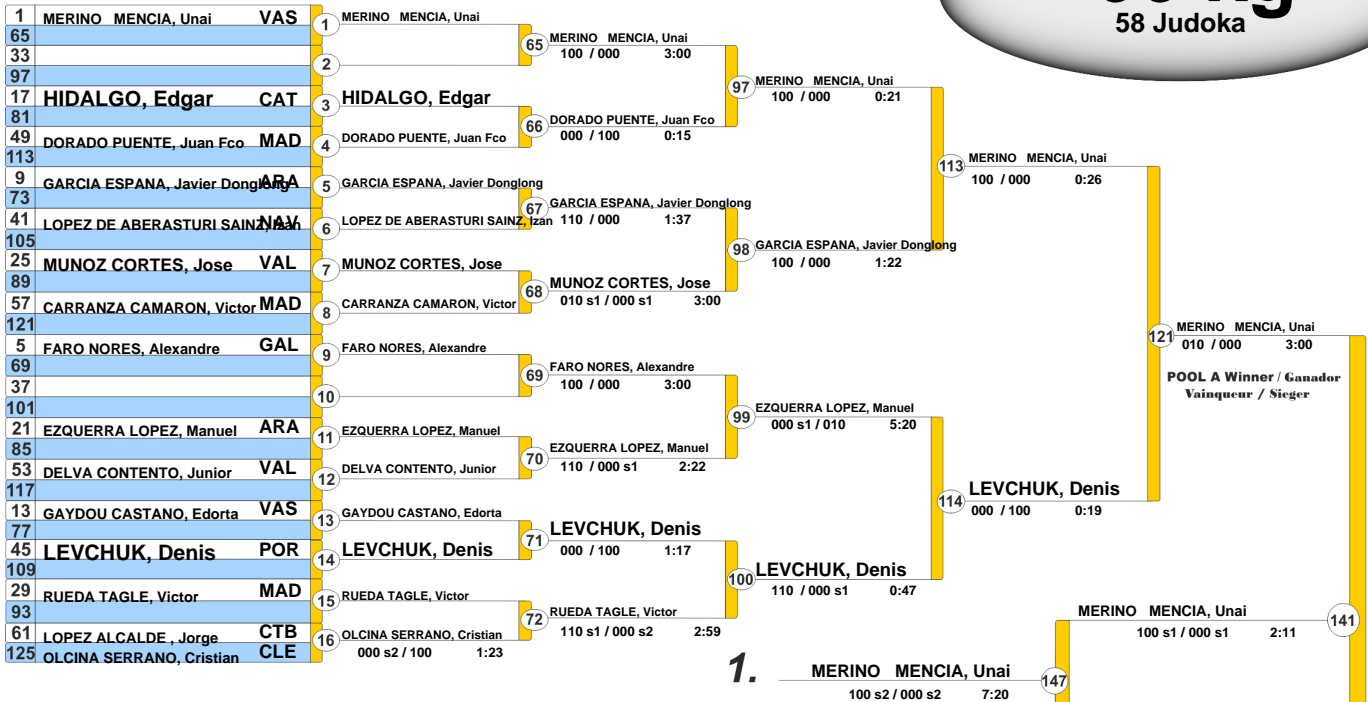 58 Judoka
1 MERINO MENCIA, Unai VAS
65
33
97
17 HIDALGO, Edgar CAT
81
49 DORADO PUENTE, Juan Fco MAD
113
9 GARCIA ESPANA, Javier Donglong ARA
73
41 LOPEZ DE ABERASTURI SAINZ, Izan NAV
105
25 MUNOZ CORTES, Jose VAL
89
57 CARRANZA CAMARON, Victor MAD
121
5 FARO NORES, Alexandre GAL
69
37
101
21 EZQUERRA LOPEZ, Manuel ARA
85
53 DELVA CONTENTO, Junior VAL
117
13 GAYDOU CASTANO, Edorta VAS
77
45 LEVCHUK, Denis POR
109
29 RUEDA TAGLE, Victor MAD
93
61 LOPEZ ALCALDE , Jorge CTB
125 OLCINA SERRANO, Cristian CLE
1 MERINO MENCIA, Unai
2
3 HIDALGO, Edgar
4 DORADO PUENTE, Juan Fco
5 GARCIA ESPANA, Javier Donglong
6 LOPEZ DE ABERASTURI SAINZ, Izan
7 MUNOZ CORTES, Jose
8 CARRANZA CAMARON, Victor
9 FARO NORES, Alexandre
10
11 EZQUERRA LOPEZ, Manuel
12 DELVA CONTENTO, Junior
13 GAYDOU CASTANO, Edorta
14 LEVCHUK, Denis
15 RUEDA TAGLE, Victor
16 OLCINA SERRANO, Cristian
000 s2 / 100 1:23
65 MERINO MENCIA, Unai
100 / 000 3:00
66 DORADO PUENTE, Juan Fco
000 / 100 0:15
67 GARCIA ESPANA, Javier Donglong
110 / 000 1:37
68 MUNOZ CORTES, Jose
010 s1 / 000 s1 3:00
69 FARO NORES, Alexandre
100 / 000 3:00
70 EZQUERRA LOPEZ, Manuel
110 / 000 s1 2:22
71 LEVCHUK, Denis
000 / 100 1:17
72 RUEDA TAGLE, Victor
110 s1 / 000 s2 2:59
97 MERINO MENCIA, Unai
100 / 000 0:21
98 GARCIA ESPANA, Javier Donglong
100 / 000 1:22
99 EZQUERRA LOPEZ, Manuel
000 s1 / 010 5:20
100 LEVCHUK, Denis
110 / 000 s1 0:47
113 MERINO MENCIA, Unai
100 / 000 0:26
114 LEVCHUK, Denis
000 / 100 0:19
121 MERINO MENCIA, Unai
010 / 000 3:00
POOL A Winner / Ganador
Vainqueur / Sieger
MERINO MENCIA, Unai 141
100 s1 / 000 s1 2:11
1. MERINO MENCIA, Unai 147
100 s2 / 000 s2 7:20